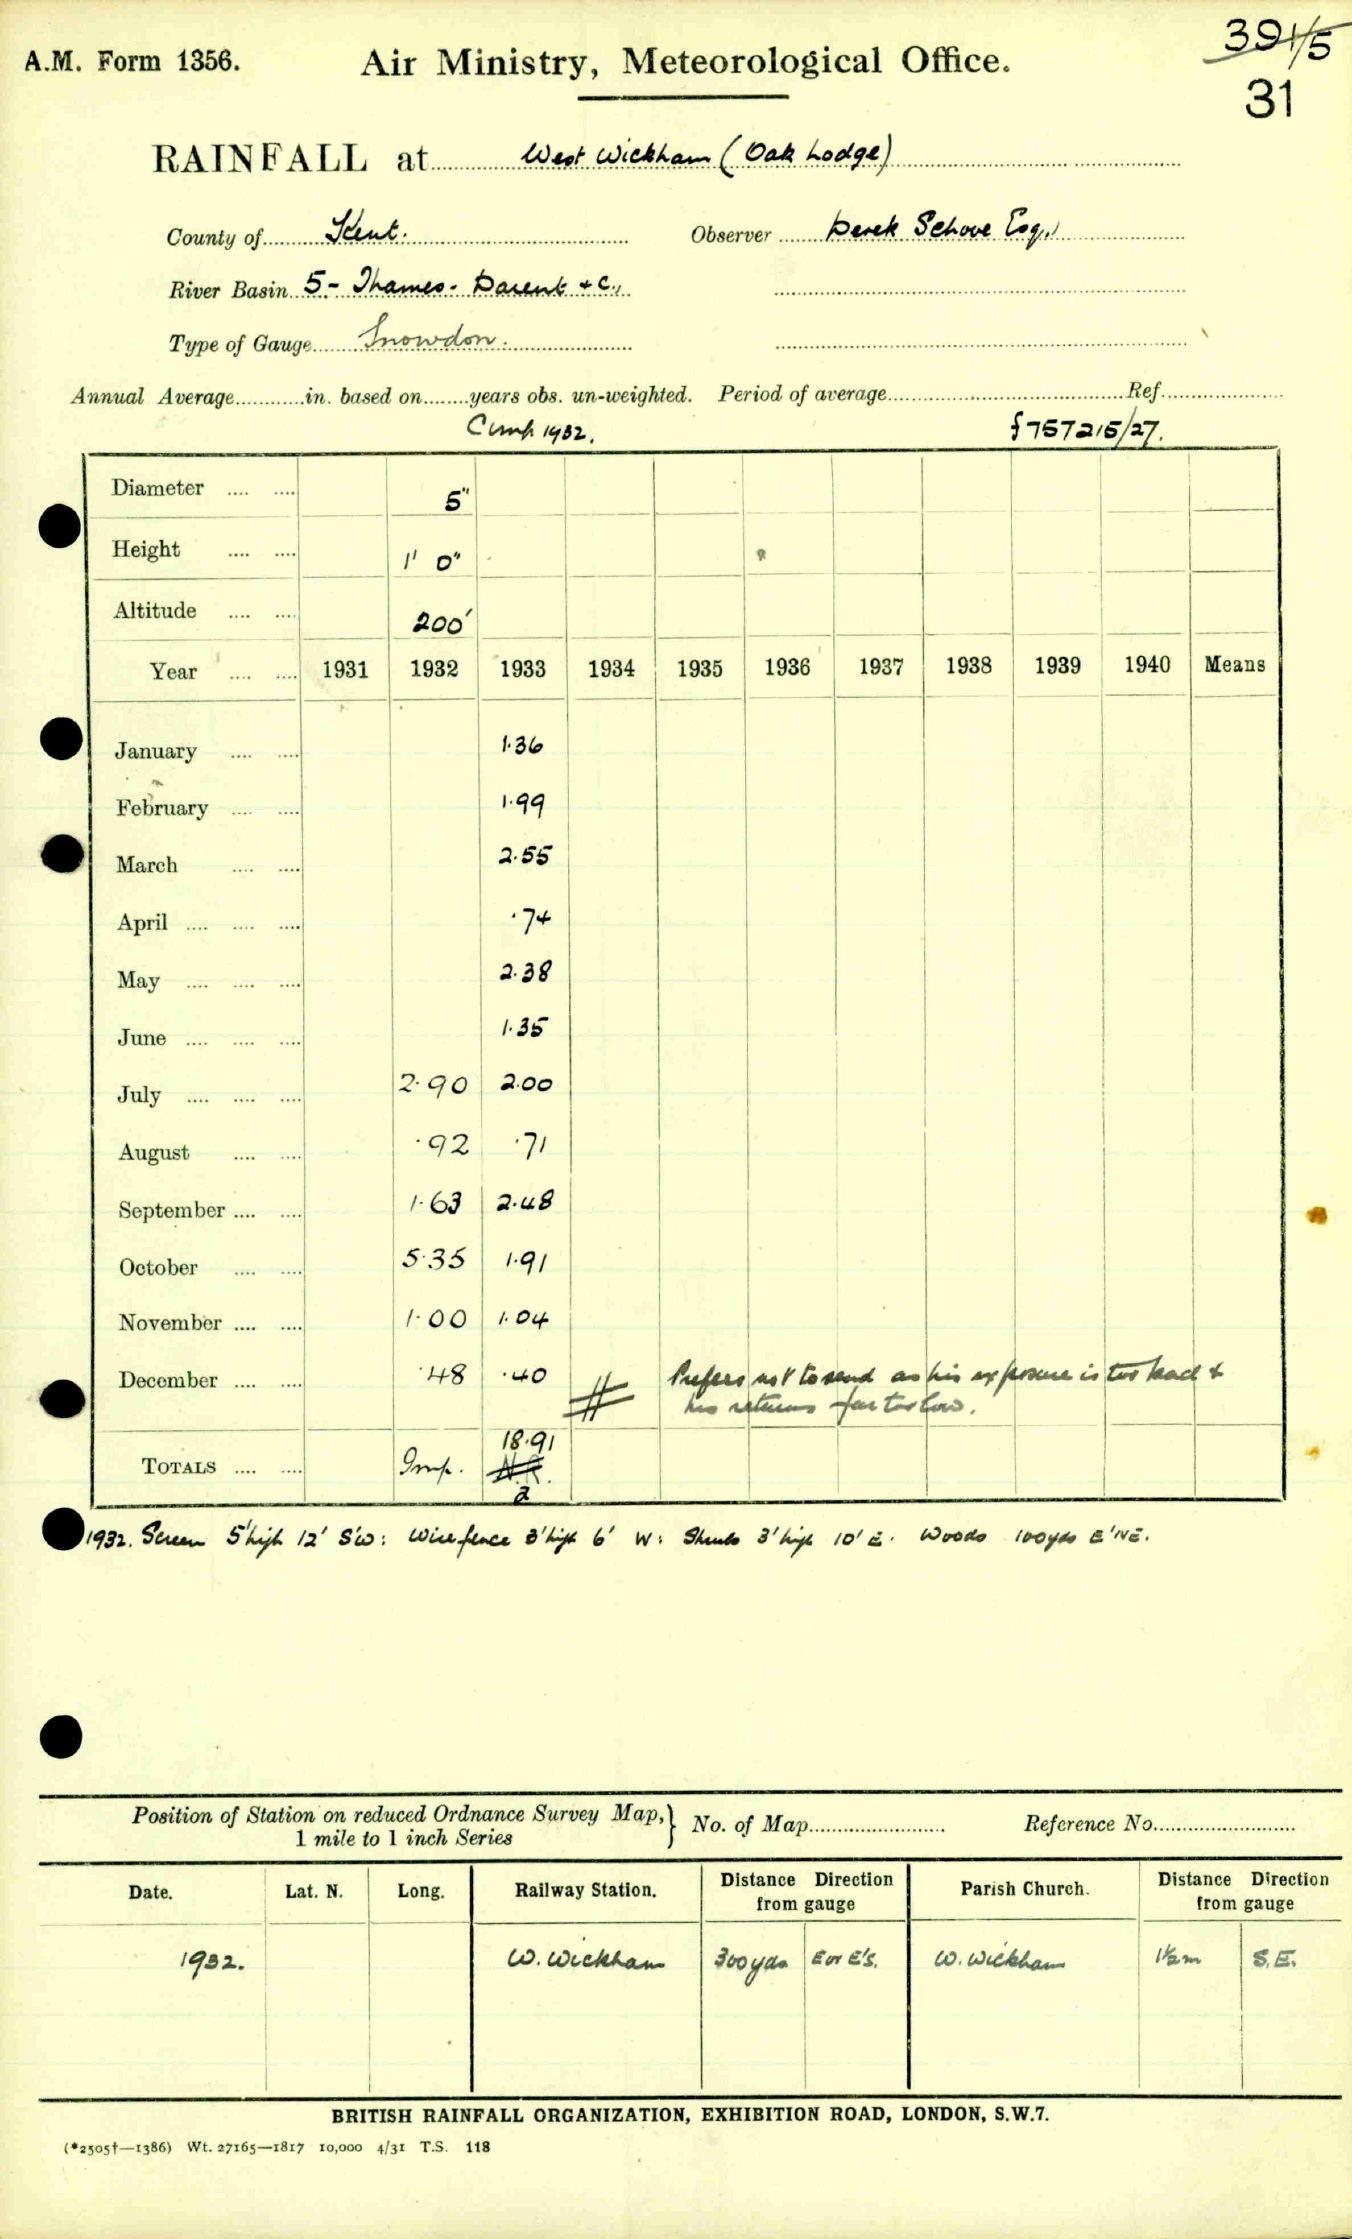 A.M. Form 1356.
Air Ministry, Meteorological Office.
391/5
31
RAINFALL at West Wickham (Oak Lodge)
County of Kent. Observer Derek Schove Esq.,
River Basin 5 - Thames - Darent & C.,
Type of Gauge Snowdon.
Annual Average in. based on years obs. un-weighted. Period of average Ref.
1932. 757215/27.
Diameter 5"
Height 1' 0"
Altitude 200'
Year 1931 1932 1933 1934 1935 1936 1937 1938 1939 1940 Means
January 1.36
February 1.99
March 2.55
April .74
May 2.38
June 1.35
July 2.90 2.00
August .92 .71
September 1.63 2.48
October 5.35 1.91
November 1.00 1.04
December .48 .40 Prefers not to send as his exposure is too bad &
his returns far too low.
18.91
TOTALS Imp. N.R.
2
1932. Screen 5' high 12' S'W: Wire fence 3' high 6' W: Shrubs 3' high 10' E. Woods 100yds E'NE.
Position of Station on reduced Ordnance Survey Map,} No. of Map Reference No.
1 mile to 1 inch Series
Date. Lat. N. Long. Railway Station. Distance Direction from gauge Parish Church. Distance Direction from gauge
1932. W. Wickham 300yds E or E'S. W. Wickham 1½m S.E.
BRITISH RAINFALL ORGANIZATION, EXHIBITION ROAD, LONDON, S.W.7.
(*2505†—1386) Wt. 27165—1817 10,000 4/31 T.S. 118